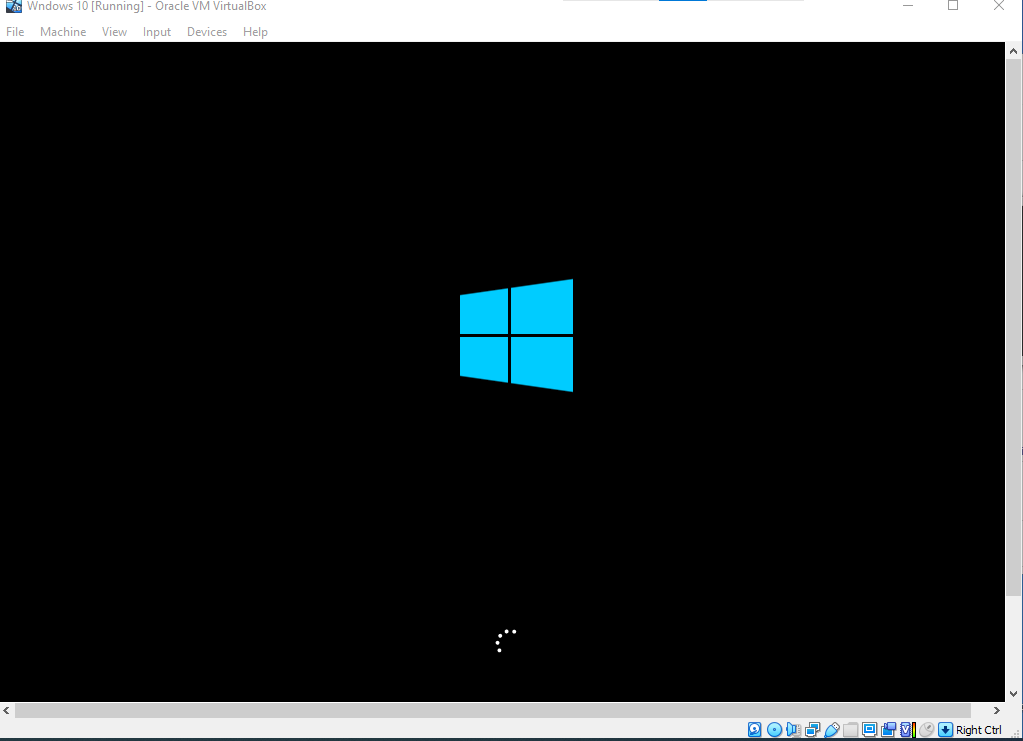 Wndows 10 [Running] - Oracle VM VirtualBox
File Machine View Input Devices Help
Right Ctrl